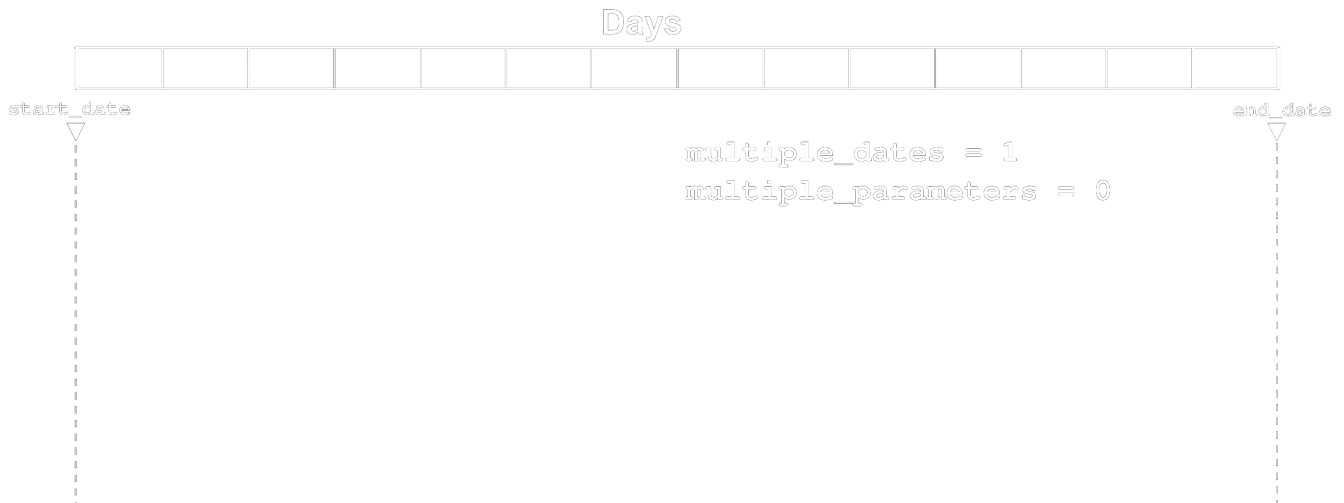 Days
start_date
end_date
multiple_dates = 1
multiple_parameters = 0